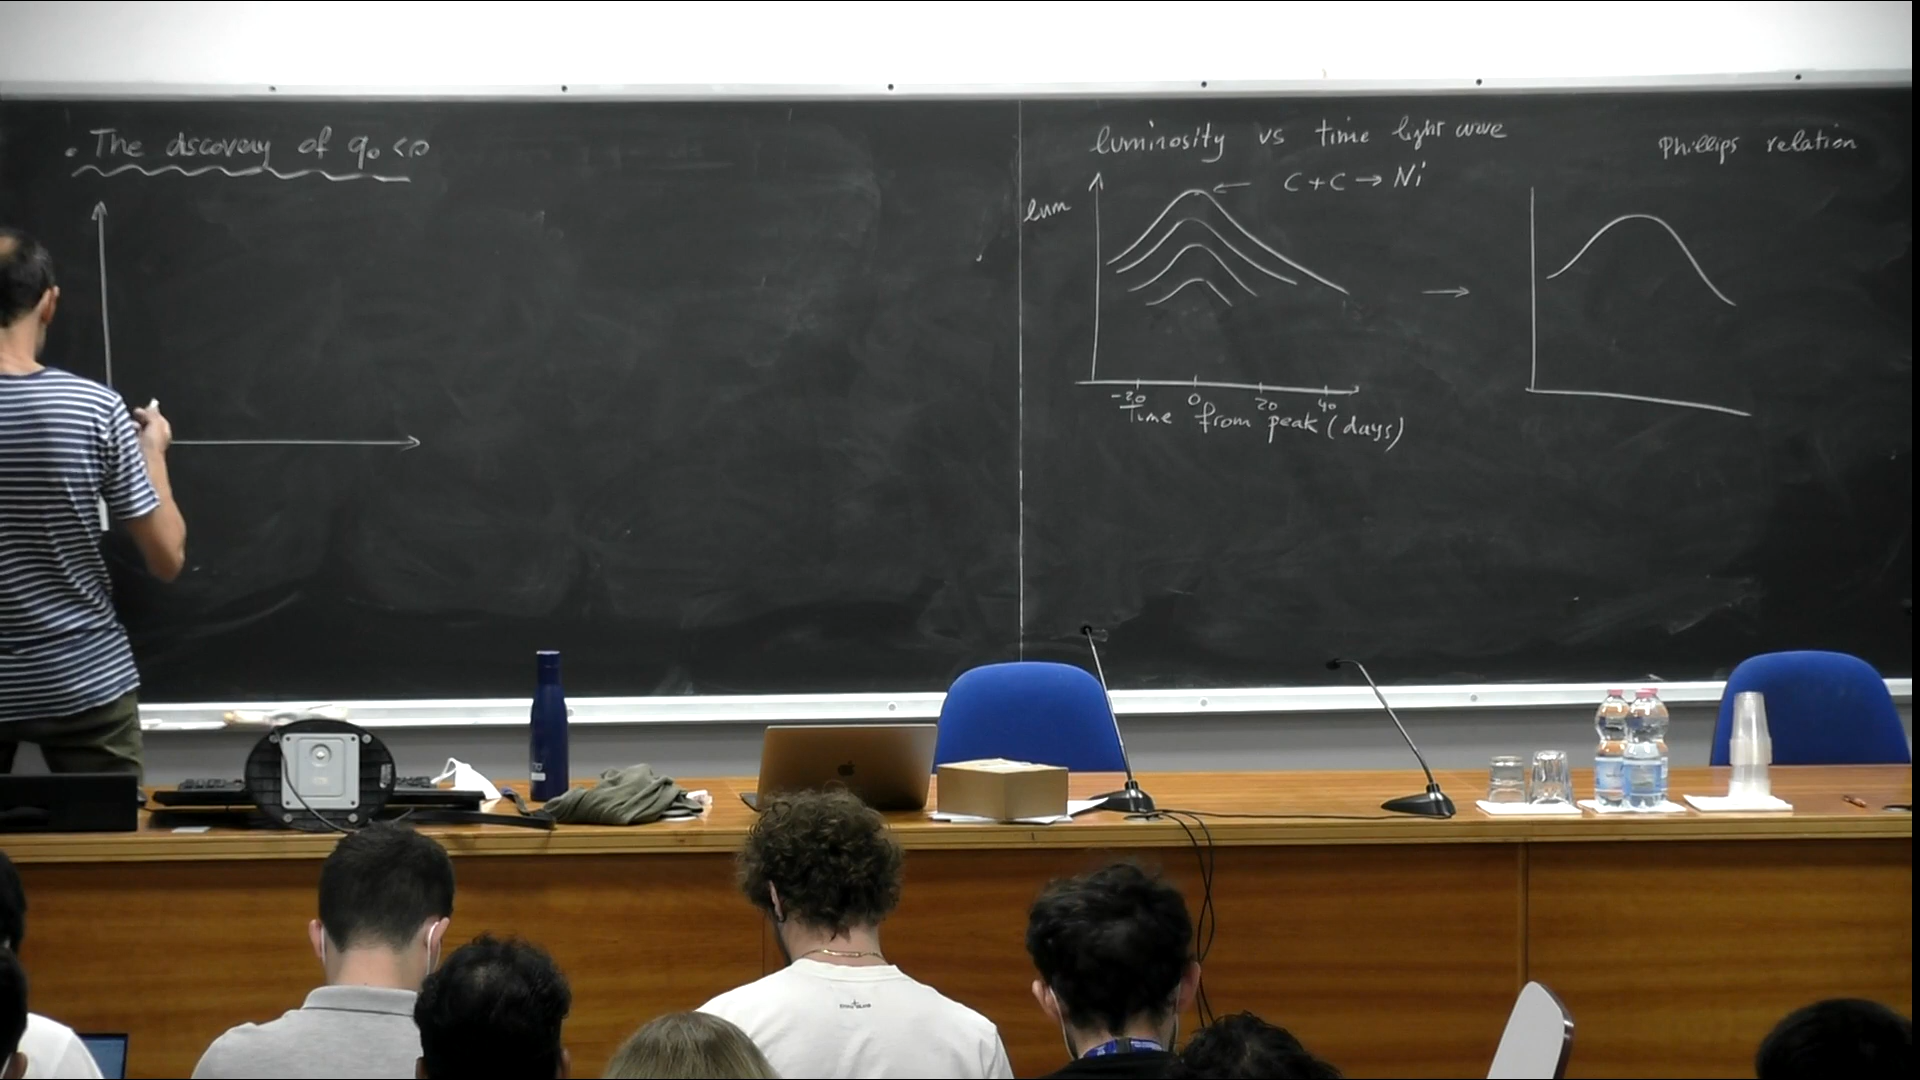 . The discovery of q₀ < 0
luminosity vs time light wave
C + C → Ni
lum
-20 0 20 40
Time from peak (days)
Phillips relation